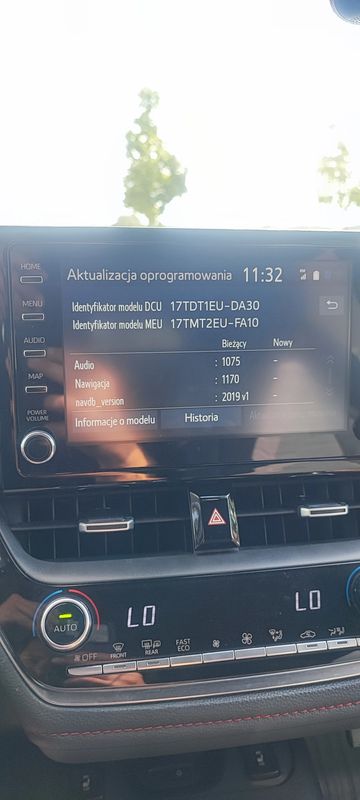 HOME
MENU
AUDIO
MAP
POWER
VOLUME
Aktualizacja oprogramowania 11:32
Identyfikator modelu DCU 17TDT1EU-DA30
Identyfikator modelu MEU 17TMT2EU-FA10
Bieżący Nowy
Audio : 1075 -
Nawigacja : 1170 -
navdb_version : 2019 v1 -
Informacje o modelu Historia
LO LO
AUTO
OFF FRONT REAR FAST
ECO